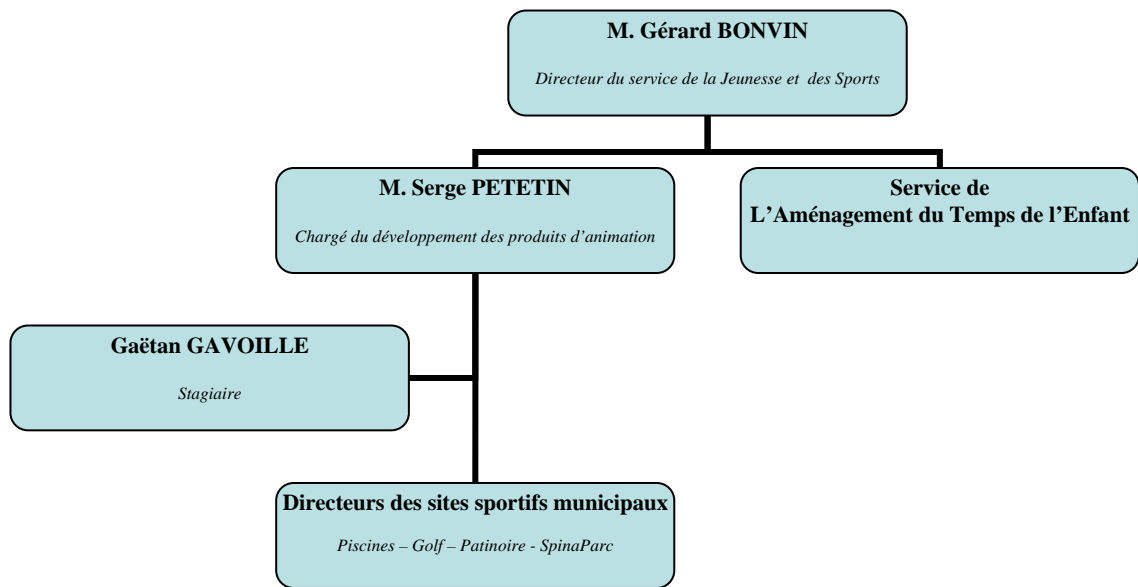 M. Gérard BONVIN
Directeur du service de la Jeunesse et des Sports
M. Serge PETETIN
Chargé du développement des produits d'animation
Service de
L'Aménagement du Temps de l'Enfant
Gaëtan GAVOILLE
Stagiaire
Directeurs des sites sportifs municipaux
Piscines – Golf – Patinoire - SpinaParc